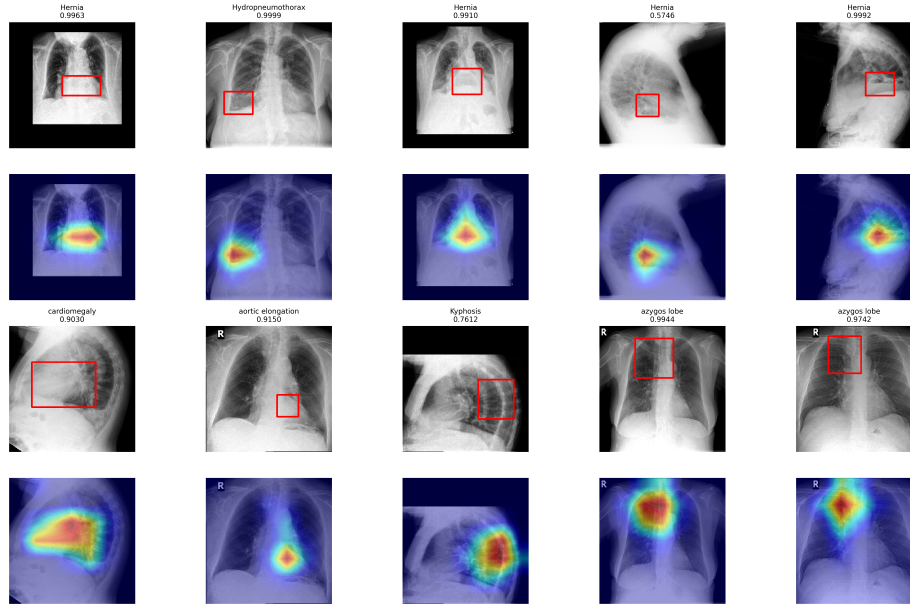 Hernia
0.9963
Hydropneumothorax
0.9999
Hernia
0.9910
Hernia
0.5746
Hernia
0.9992
cardiomegaly
0.9030
aortic elongation
0.9150
Kyphosis
0.7612
azygos lobe
0.9944
azygos lobe
0.9742
R
R
R
R
R
R